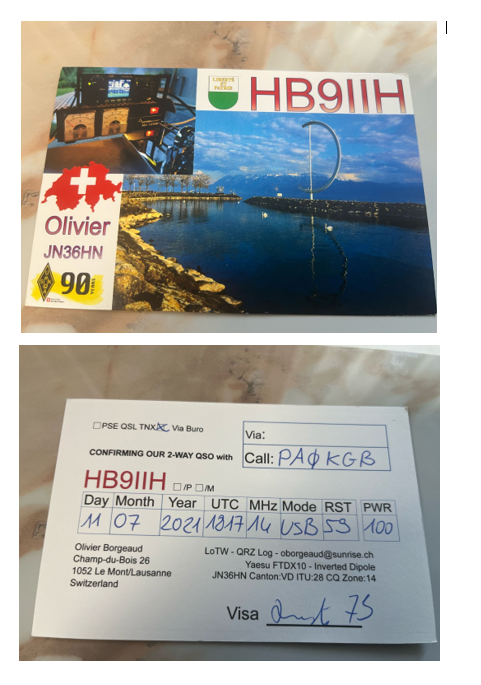 LIBERTÉ
ET
PATRIE
HB9IIH
Olivier
JN36HN
90
YEARS
PSE QSL TNX Via Buro
Via:
CONFIRMING OUR 2-WAY QSO with
Call: PAØKGB
HB9IIH /P /M
Day Month Year UTC MHz Mode RST PWR
11 07 2021 1817 14 USB 59 100
Olivier Borgeaud
Champ-du-Bois 26
1052 Le Mont/Lausanne
Switzerland
LoTW - QRZ Log - oborgeaud@sunrise.ch
Yaesu FTDX10 - Inverted Dipole
JN36HN Canton:VD ITU:28 CQ Zone:14
Visa 73